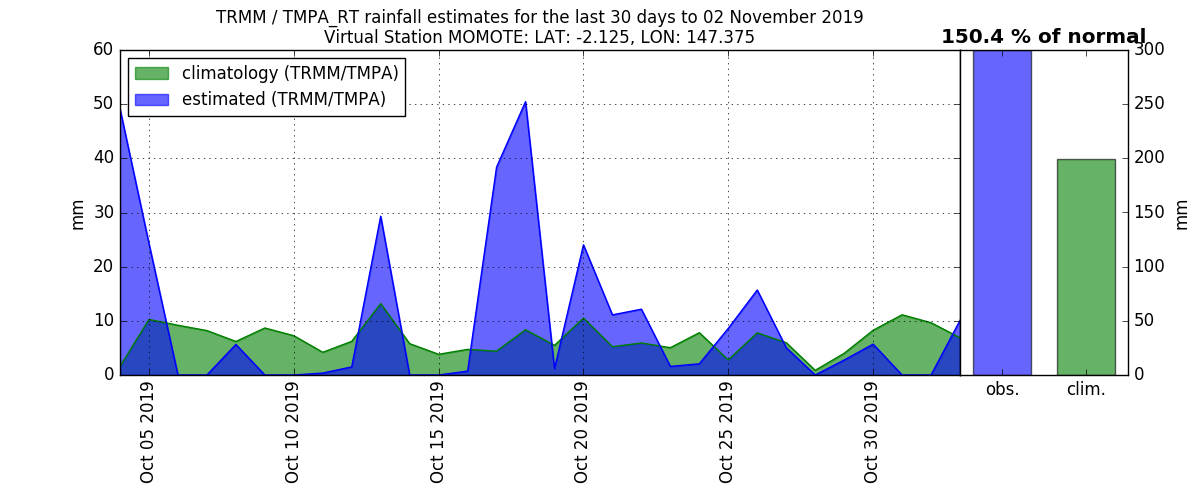 TRMM / TMPA_RT rainfall estimates for the last 30 days to 02 November 2019
Virtual Station MOMOTE: LAT: -2.125, LON: 147.375
150.4 % of normal
climatology (TRMM/TMPA)
estimated (TRMM/TMPA)
60
50
40
30
20
10
0
mm
Oct 05 2019
Oct 10 2019
Oct 15 2019
Oct 20 2019
Oct 25 2019
Oct 30 2019
300
250
200
150
100
50
0
mm
obs.
clim.